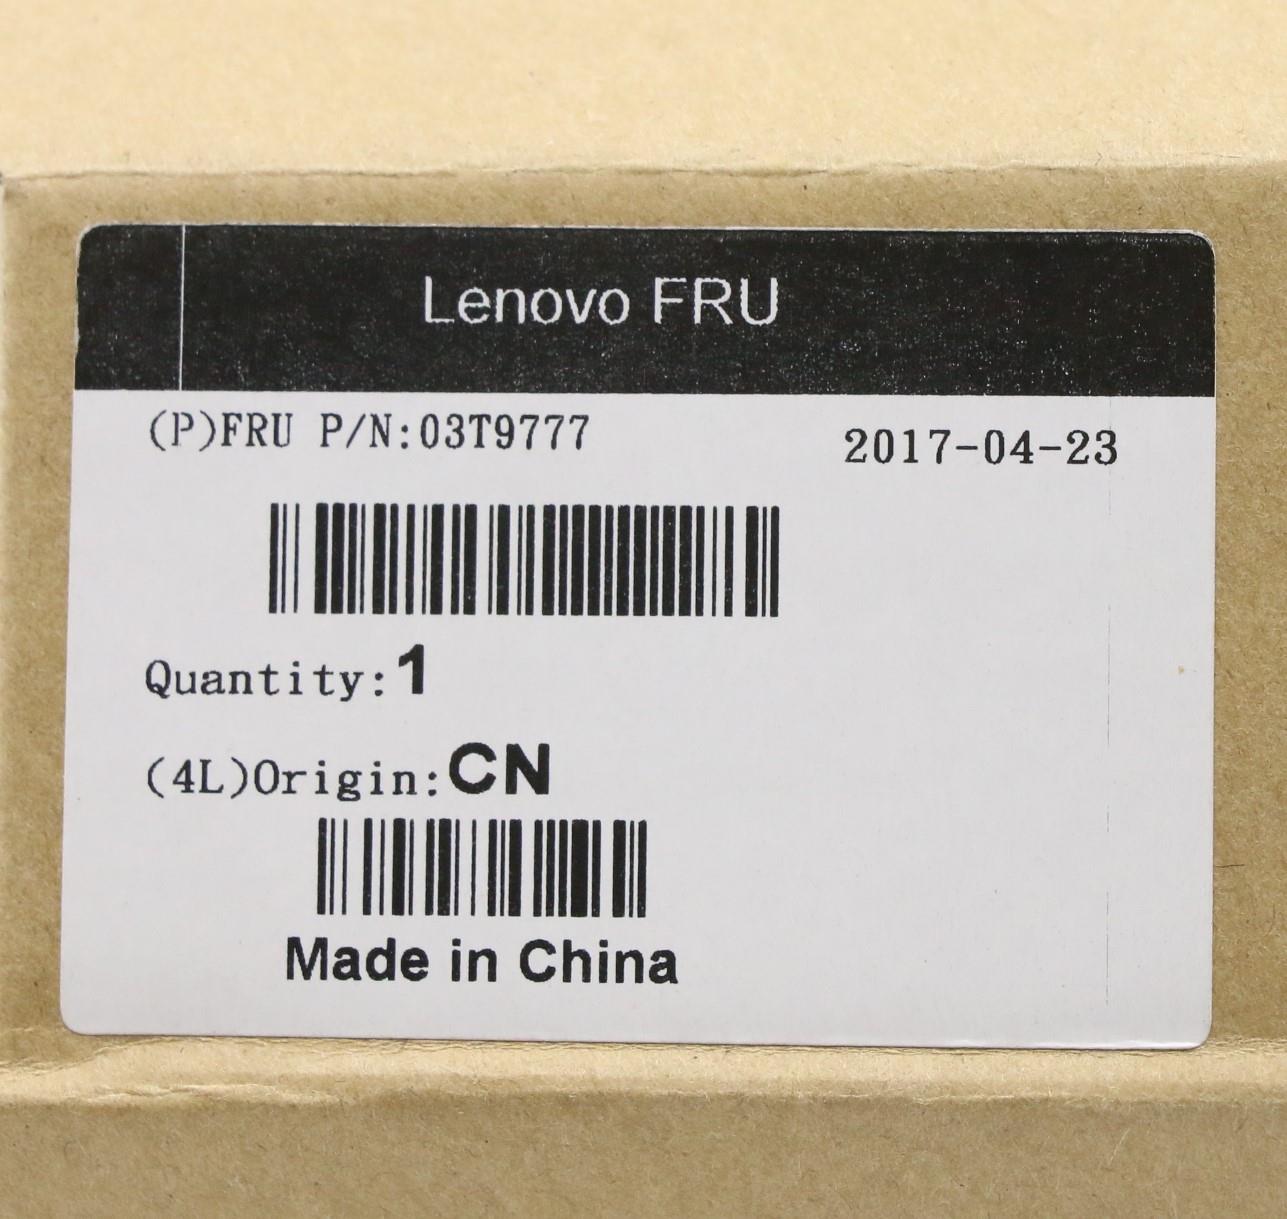 Lenovo FRU
(P)FRU P/N:03T9777
2017-04-23
Quantity:1
(4L)Origin:CN
Made in China